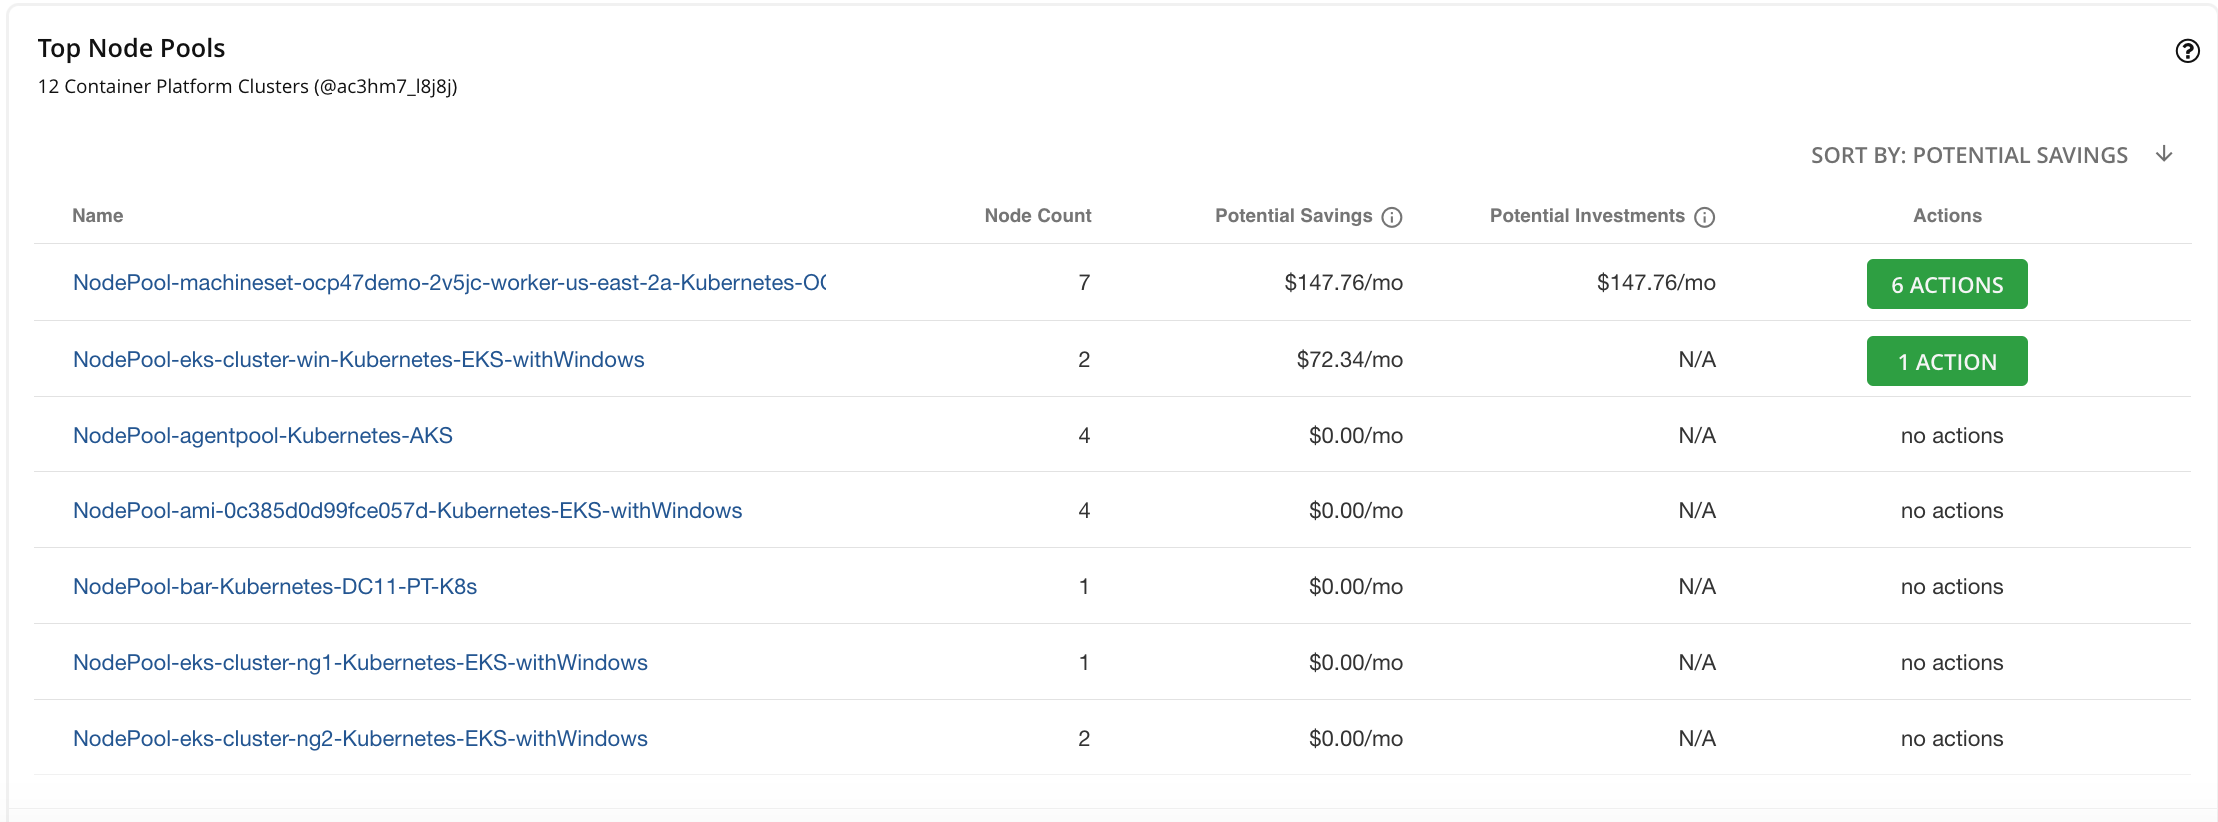 Top Node Pools
12 Container Platform Clusters (@ac3hm7_l8j8j)
SORT BY: POTENTIAL SAVINGS
Name Node Count Potential Savings Potential Investments Actions
NodePool-machineset-ocp47demo-2v5jc-worker-us-east-2a-Kubernetes-OC 7 $147.76/mo $147.76/mo 6 ACTIONS
NodePool-eks-cluster-win-Kubernetes-EKS-withWindows 2 $72.34/mo N/A 1 ACTION
NodePool-agentpool-Kubernetes-AKS 4 $0.00/mo N/A no actions
NodePool-ami-0c385d0d99fce057d-Kubernetes-EKS-withWindows 4 $0.00/mo N/A no actions
NodePool-bar-Kubernetes-DC11-PT-K8s 1 $0.00/mo N/A no actions
NodePool-eks-cluster-ng1-Kubernetes-EKS-withWindows 1 $0.00/mo N/A no actions
NodePool-eks-cluster-ng2-Kubernetes-EKS-withWindows 2 $0.00/mo N/A no actions